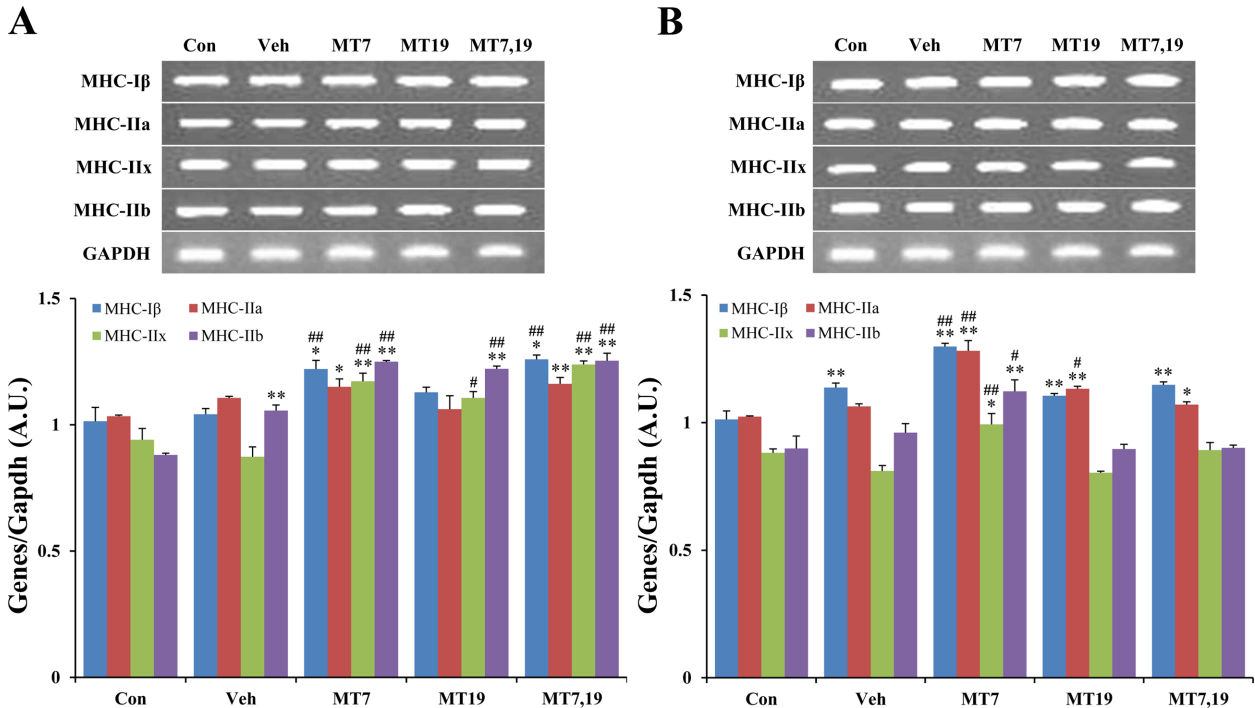 A
Con Veh MT7 MT19 MT7,19
MHC-Iβ
MHC-IIa
MHC-IIx
MHC-IIb
GAPDH
Genes/Gapdh (A.U.)
1.5
1
0.5
0
MHC-Iβ MHC-IIa
MHC-IIx MHC-IIb
**
##
*
*
##
**
##
**
#
##
**
##
*
**
##
**
##
**
Con Veh MT7 MT19 MT7,19
B
Con Veh MT7 MT19 MT7,19
MHC-Iβ
MHC-IIa
MHC-IIx
MHC-IIb
GAPDH
Genes/Gapdh (A.U.)
1.5
1
0.5
0
MHC-Iβ MHC-IIa
MHC-IIx MHC-IIb
**
##
**
##
**
##
*
#
**
**
#
**
**
*
Con Veh MT7 MT19 MT7,19